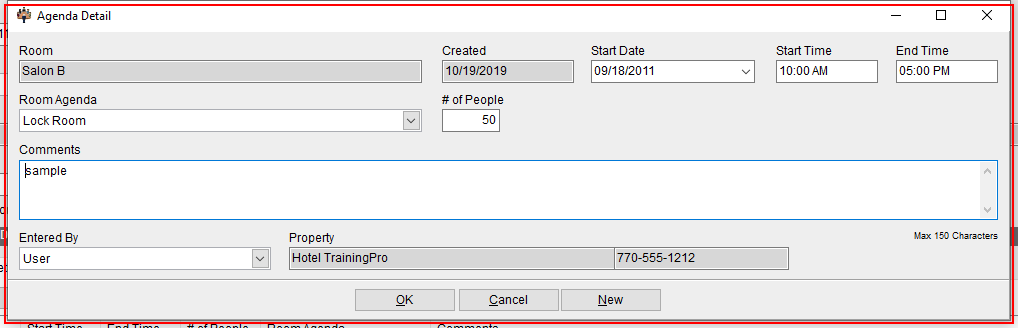 Agenda Detail
Room Created Start Date Start Time End Time
Salon B 10/19/2019 09/18/2011 10:00 AM 05:00 PM
Room Agenda # of People
Lock Room 50
Comments
sample
Entered By Property Max 150 Characters
User Hotel TrainingPro 770-555-1212
OK Cancel New
Start Time End Time # of People Room Agenda Comments